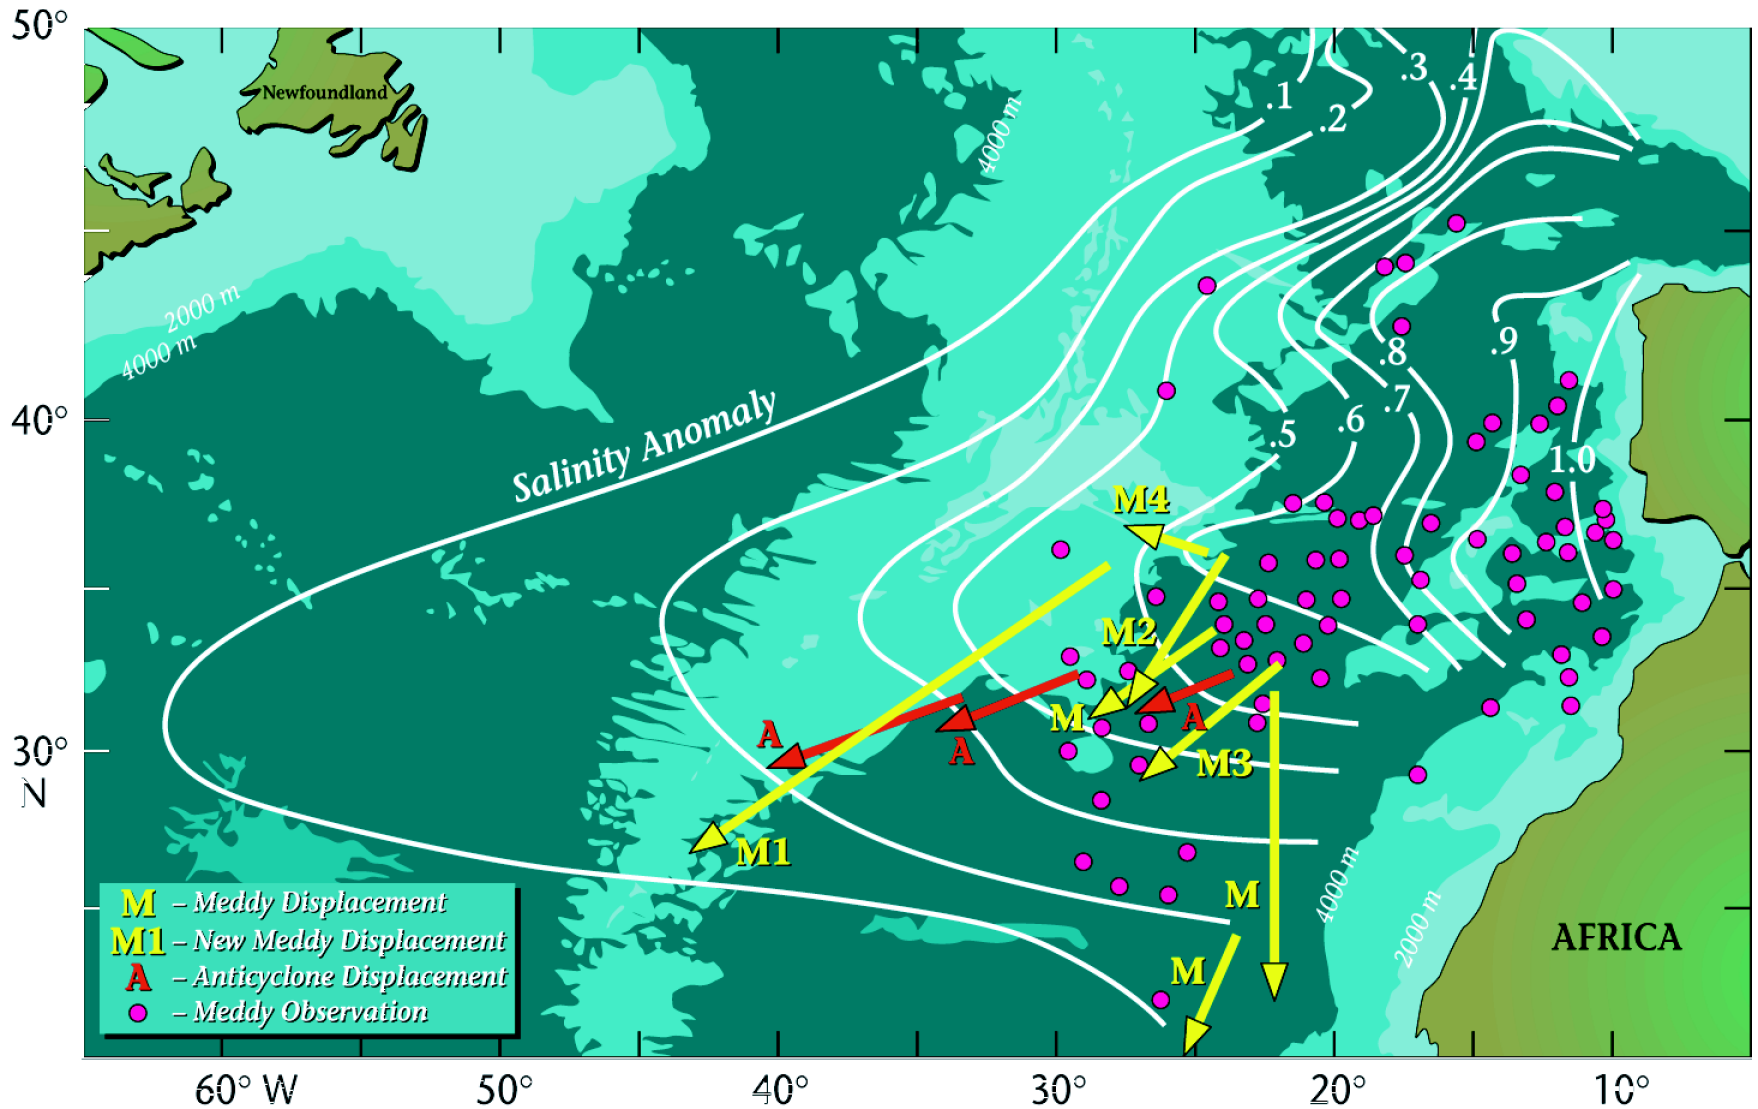 50°
Newfoundland
.1
.2
.3
.4
4000 m
2000 m
4000 m
.9
.8
.7
.6
.5
1.0
40°
Salinity Anomaly
M4
M2
M
A
A
A
M3
30°
N
M1
M
M
4000 m
2000 m
AFRICA
M – Meddy Displacement
M1 – New Meddy Displacement
A – Anticyclone Displacement
– Meddy Observation
60° W
50°
40°
30°
20°
10°